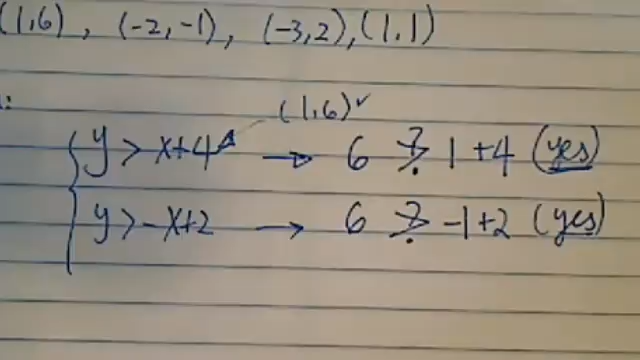 (1,6), (-2,-1), (-3,2), (1,1)
:
(1,6)✓
{ y > x+4 → 6 >? 1+4 (yes)
y > -x+2 → 6 >? -1+2 (yes)